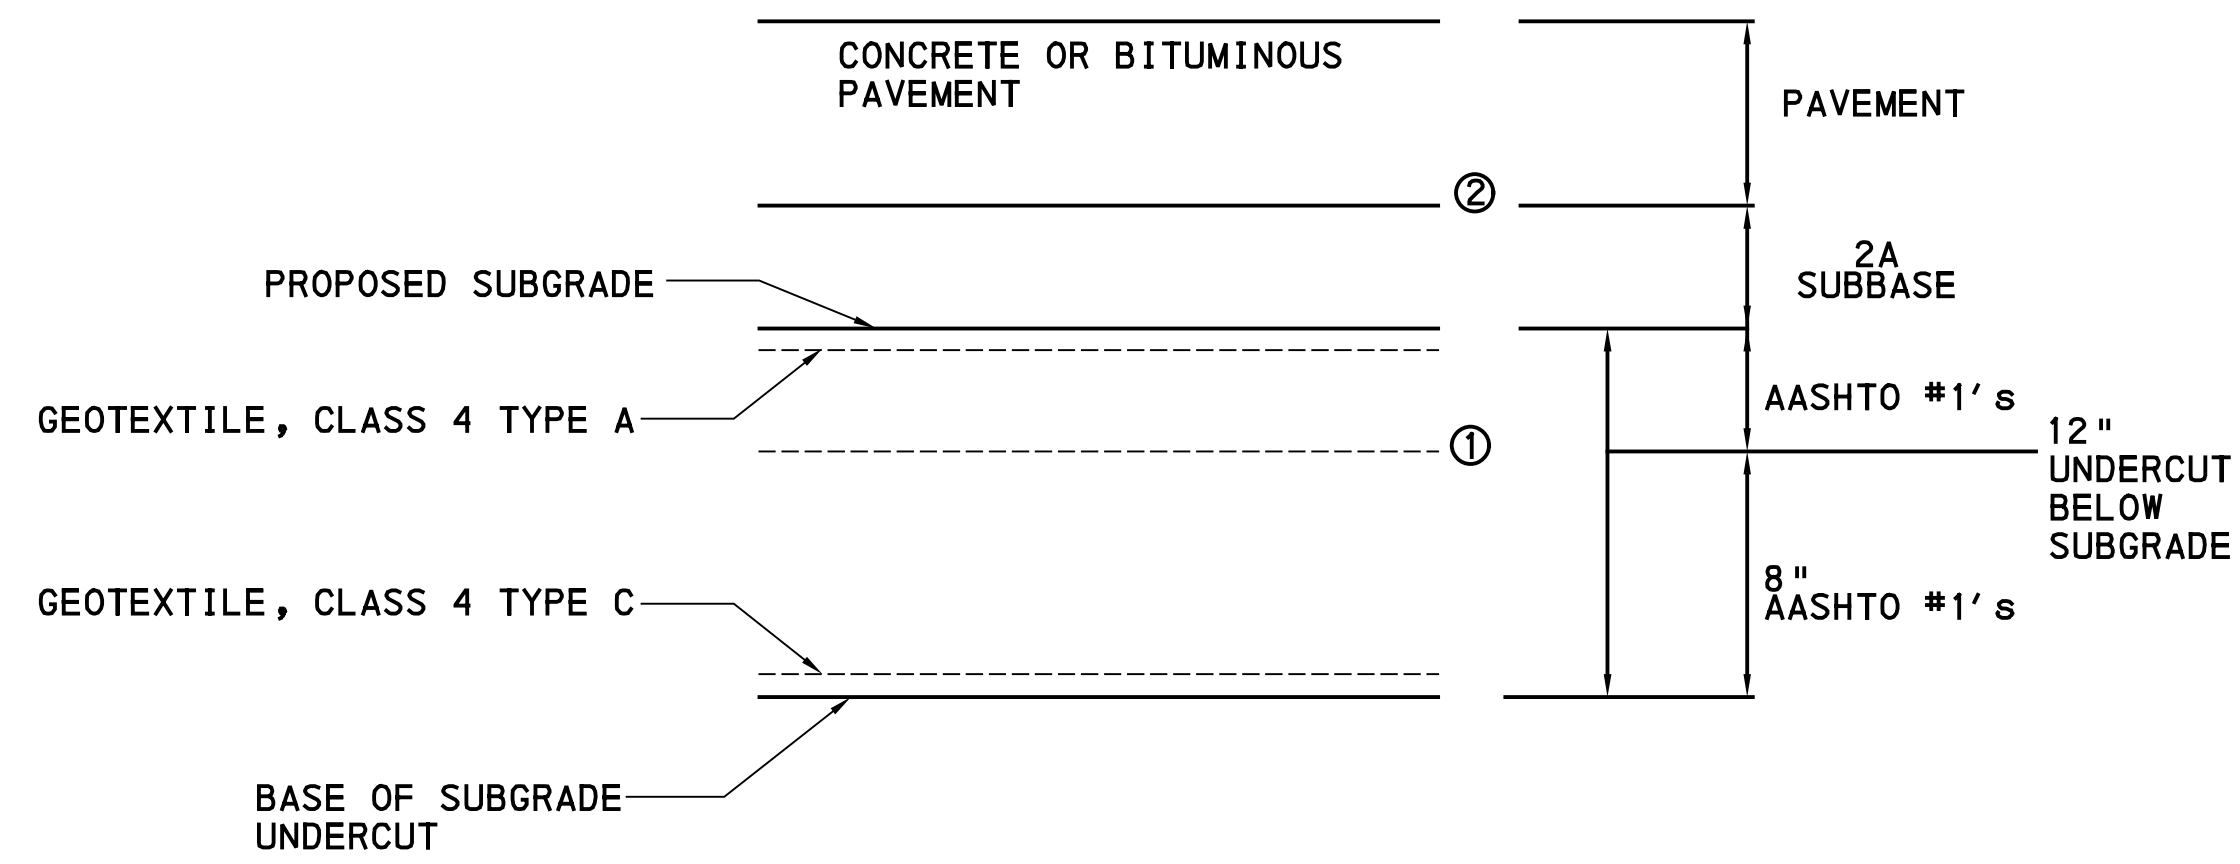 CONCRETE OR BITUMINOUS
PAVEMENT
PAVEMENT
2
2A
SUBBASE
PROPOSED SUBGRADE
AASHTO #1's
GEOTEXTILE, CLASS 4 TYPE A
1
12"
UNDERCUT
BELOW
SUBGRADE
8"
AASHTO #1's
GEOTEXTILE, CLASS 4 TYPE C
BASE OF SUBGRADE
UNDERCUT